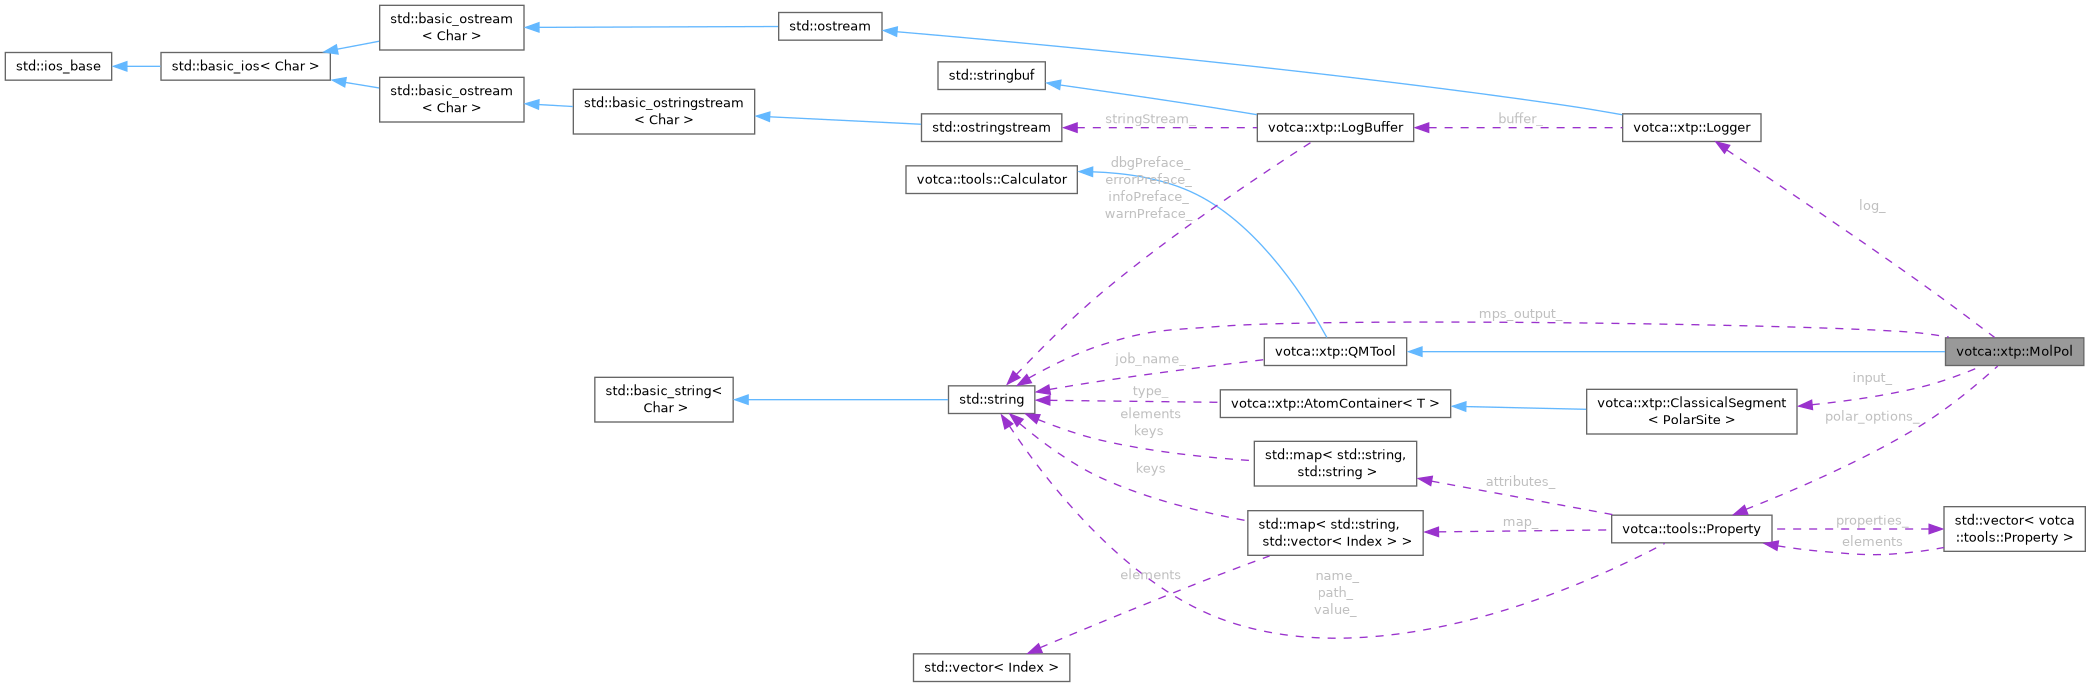 std::basic_ostream
< Char >
std::ostream
std::ios_base
std::basic_ios< Char >
std::stringbuf
std::basic_ostream
< Char >
std::basic_ostringstream
< Char >
std::ostringstream
stringStream_
votca::xtp::LogBuffer
buffer_
votca::xtp::Logger
dbgPreface_
errorPreface_
infoPreface_
warnPreface_
votca::tools::Calculator
log_
mps_output_
votca::xtp::QMTool
votca::xtp::MolPol
job_name_
input_
std::basic_string<
Char >
std::string
type_
votca::xtp::AtomContainer< T >
votca::xtp::ClassicalSegment
< PolarSite >
elements
keys
polar_options_
std::map< std::string,
std::string >
keys
attributes_
std::map< std::string,
std::vector< Index > >
map_
votca::tools::Property
properties_
elements
std::vector< votca
::tools::Property >
elements
name_
path_
value_
std::vector< Index >